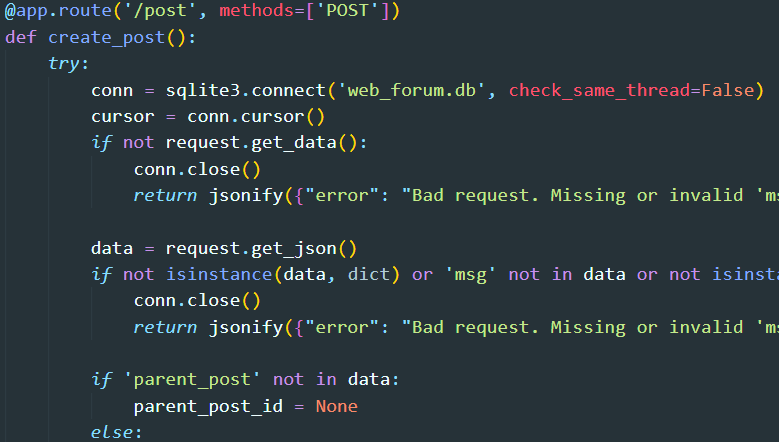 @app.route('/post', methods=['POST'])
def create_post():
try:
conn = sqlite3.connect('web_forum.db', check_same_thread=False)
cursor = conn.cursor()
if not request.get_data():
conn.close()
return jsonify({"error": "Bad request. Missing or invalid
data = request.get_json()
if not isinstance(data, dict) or 'msg' not in data or not
conn.close()
return jsonify({"error": "Bad request. Missing or invalid
if 'parent_post' not in data:
parent_post_id = None
else: